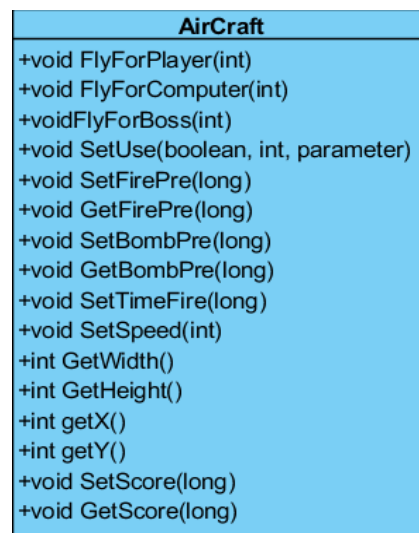 AirCraft
+void FlyForPlayer(int)
+void FlyForComputer(int)
+voidFlyForBoss(int)
+void SetUse(boolean, int, parameter)
+void SetFirePre(long)
+void GetFirePre(long)
+void SetBombPre(long)
+void GetBombPre(long)
+void SetTimeFire(long)
+void SetSpeed(int)
+int GetWidth()
+int GetHeight()
+int getX()
+int getY()
+void SetScore(long)
+void GetScore(long)